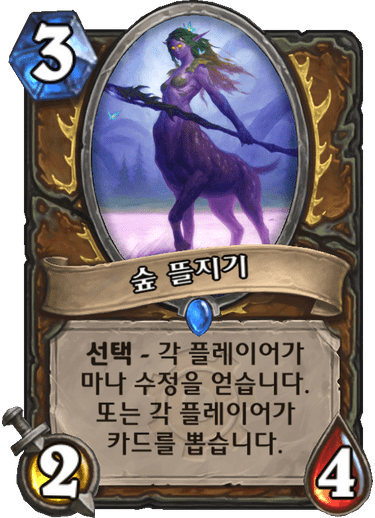 3
숲 뜰지기
선택 - 각 플레이어가
마나 수정을 얻습니다.
또는 각 플레이어가
카드를 뽑습니다.
2
4